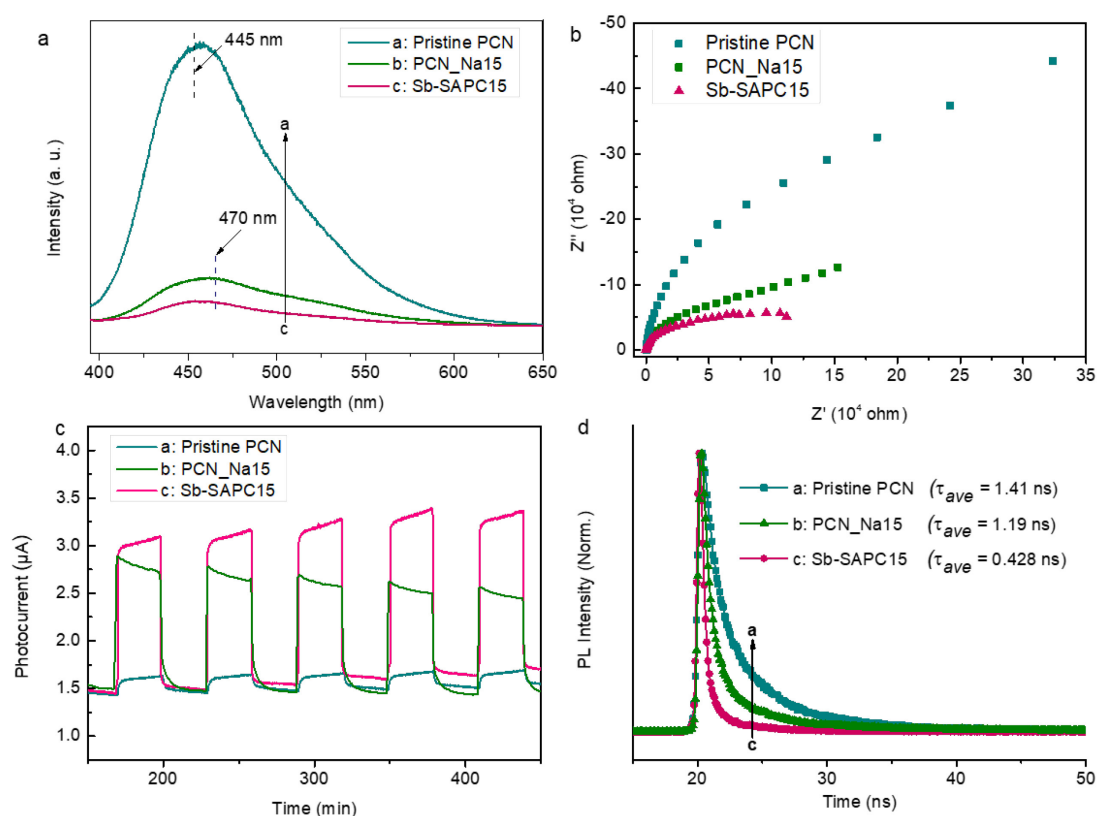 a
445 nm
470 nm
a: Pristine PCN
b: PCN_Na15
c: Sb-SAPC15
a
c
Intensity (a. u.)
400 450 500 550 600 650
Wavelength (nm)
b
Pristine PCN
PCN_Na15
Sb-SAPC15
-50
-40
-30
-20
-10
0
Z'' (10⁴ ohm)
0 5 10 15 20 25 30 35
Z' (10⁴ ohm)
c
a: Pristine PCN
b: PCN_Na15
c: Sb-SAPC15
4.0
3.5
3.0
2.5
2.0
1.5
1.0
Photocurrent (μA)
200 300 400
Time (min)
d
a: Pristine PCN (τave = 1.41 ns)
b: PCN_Na15 (τave = 1.19 ns)
c: Sb-SAPC15 (τave = 0.428 ns)
a
c
PL Intensity (Norm.)
20 30 40 50
Time (ns)